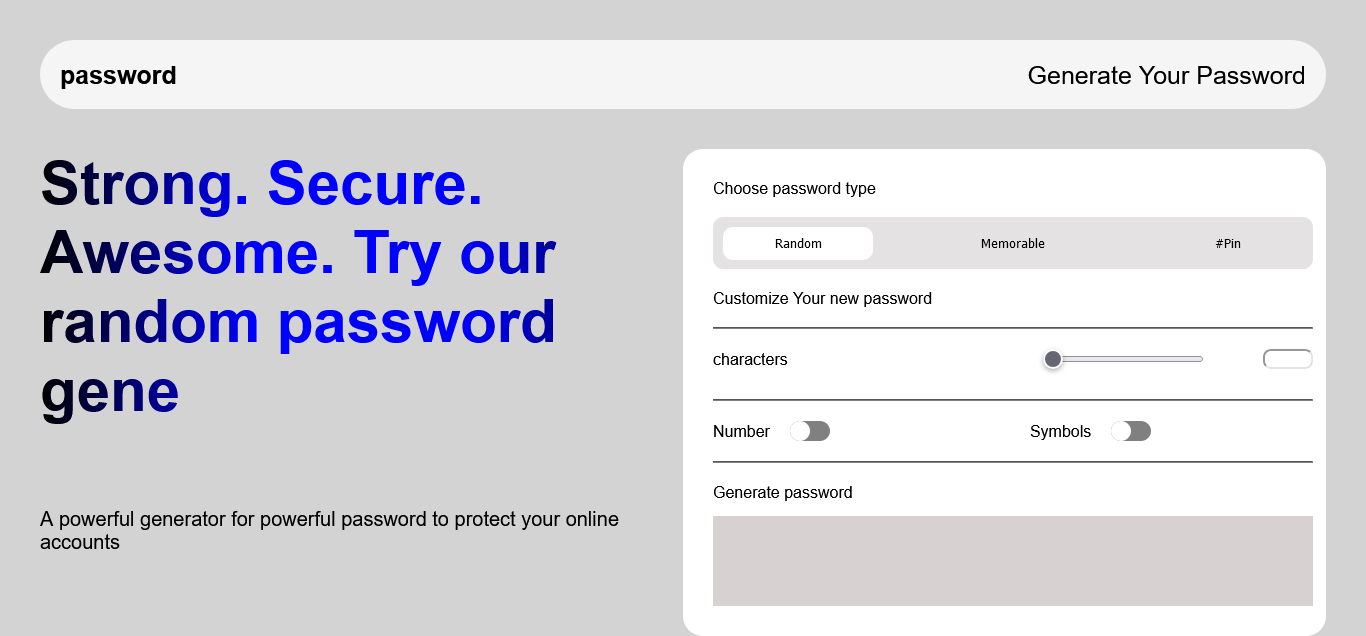 password
Generate Your Password
Strong. Secure.
Awesome. Try our
random password
gene
A powerful generator for powerful password to protect your online
accounts
Choose password type
Random Memorable #Pin
Customize Your new password
characters
Number Symbols
Generate password